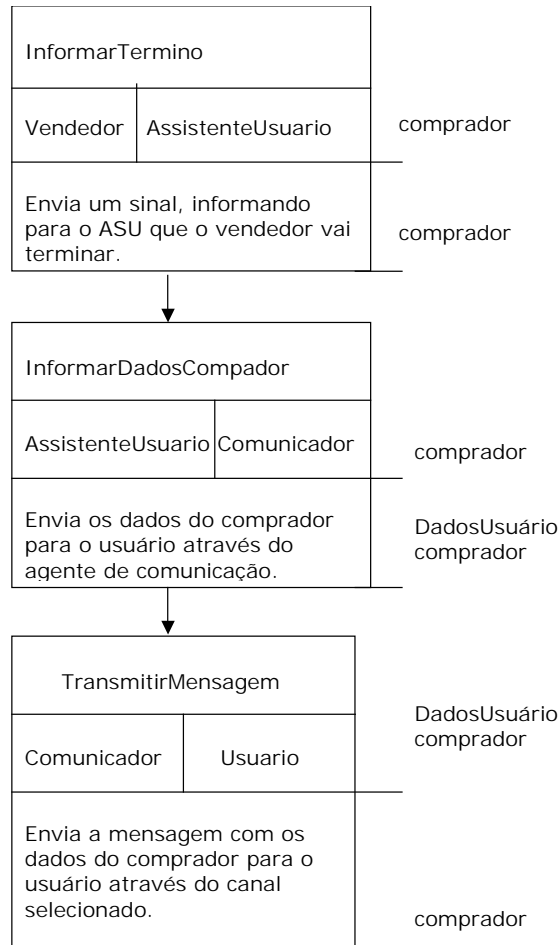 InformarTermino
Vendedor
AssistenteUsuario
comprador
Envia um sinal, informando
para o ASU que o vendedor vai
terminar.
comprador
InformarDadosCompador
AssistenteUsuario
Comunicador
comprador
Envia os dados do comprador
para o usuário através do
agente de comunicação.
DadosUsuário
comprador
TransmitirMensagem
DadosUsuário
comprador
Comunicador
Usuario
Envia a mensagem com os
dados do comprador para o
usuário através do canal
selecionado.
comprador